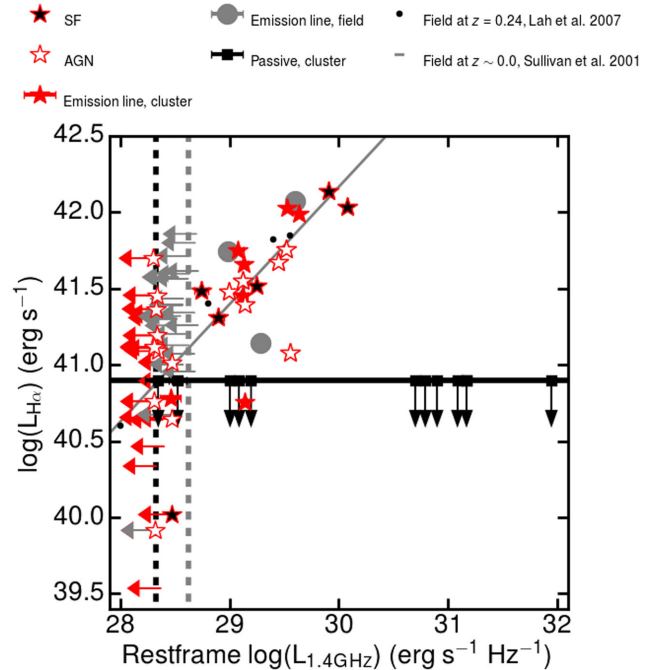 SF
AGN
Emission line, cluster
Emission line, field
Passive, cluster
Field at z = 0.24, Lah et al. 2007
Field at z ∼ 0.0, Sullivan et al. 2001
42.5
42.0
41.5
41.0
40.5
40.0
39.5
log(L_Hα) (erg s⁻¹)
28 29 30 31 32
Restframe log(L_1.4GHz) (erg s⁻¹ Hz⁻¹)